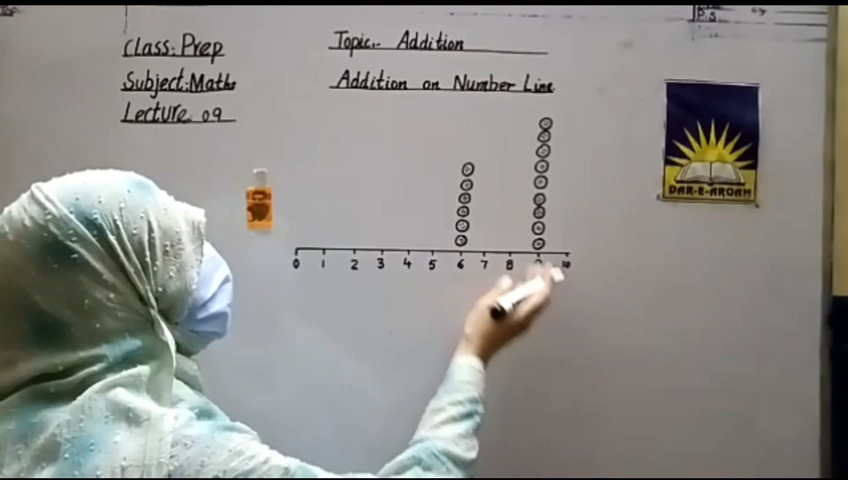 P.S
Class:- Prep
Topic:- Addition
Subject:Maths
Addition on Number Line
Lecture 09
DAR-E-ARQAM
0 1 2 3 4 5 6 7 8 10